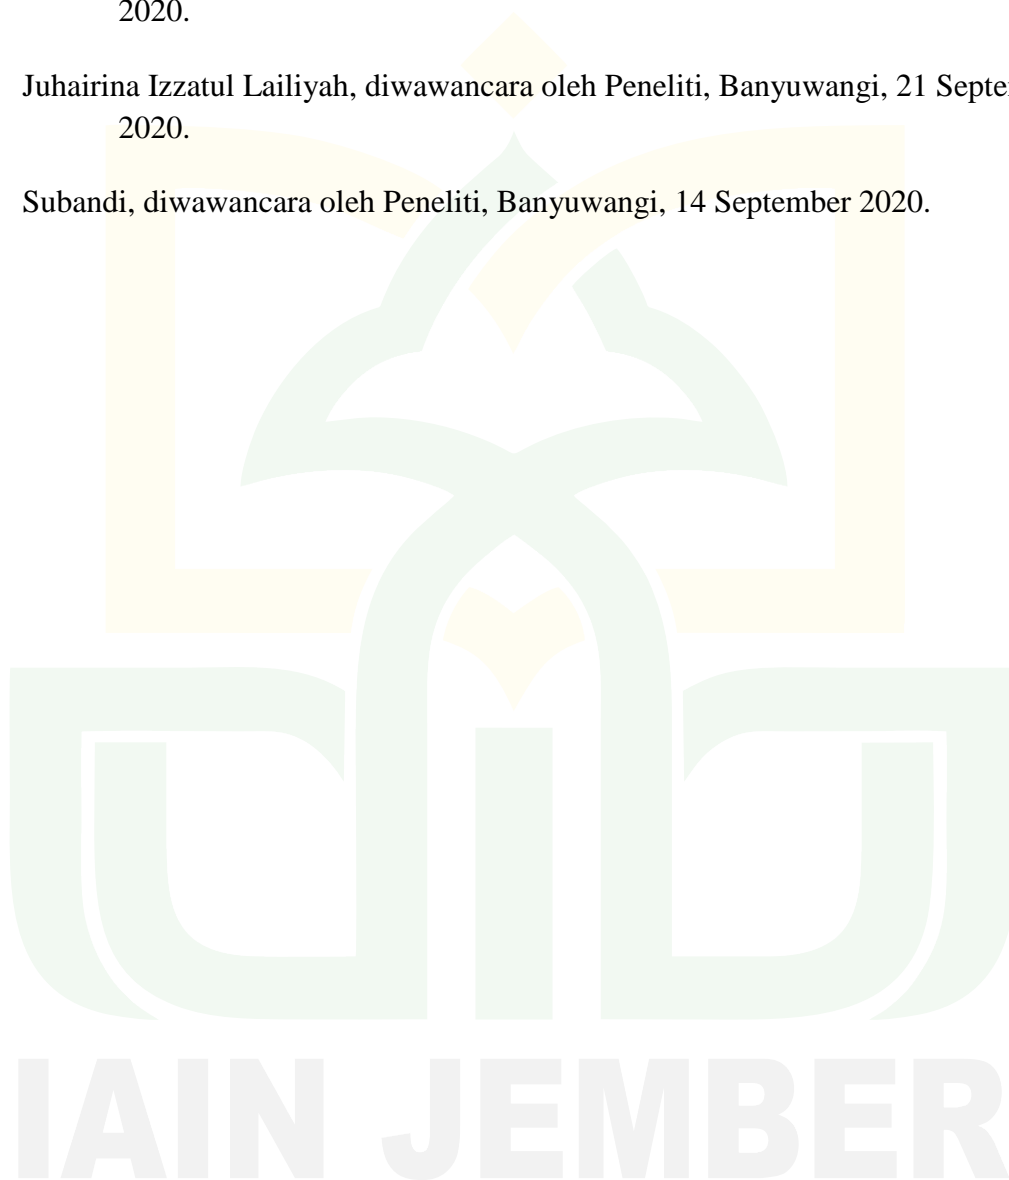 2020.
Juhairina Izzatul Lailiyah, diwawancara oleh Peneliti, Banyuwangi, 21
2020.
Subandi, diwawancara oleh Peneliti, Banyuwangi, 14 September 2020.
IAIN JEMBER